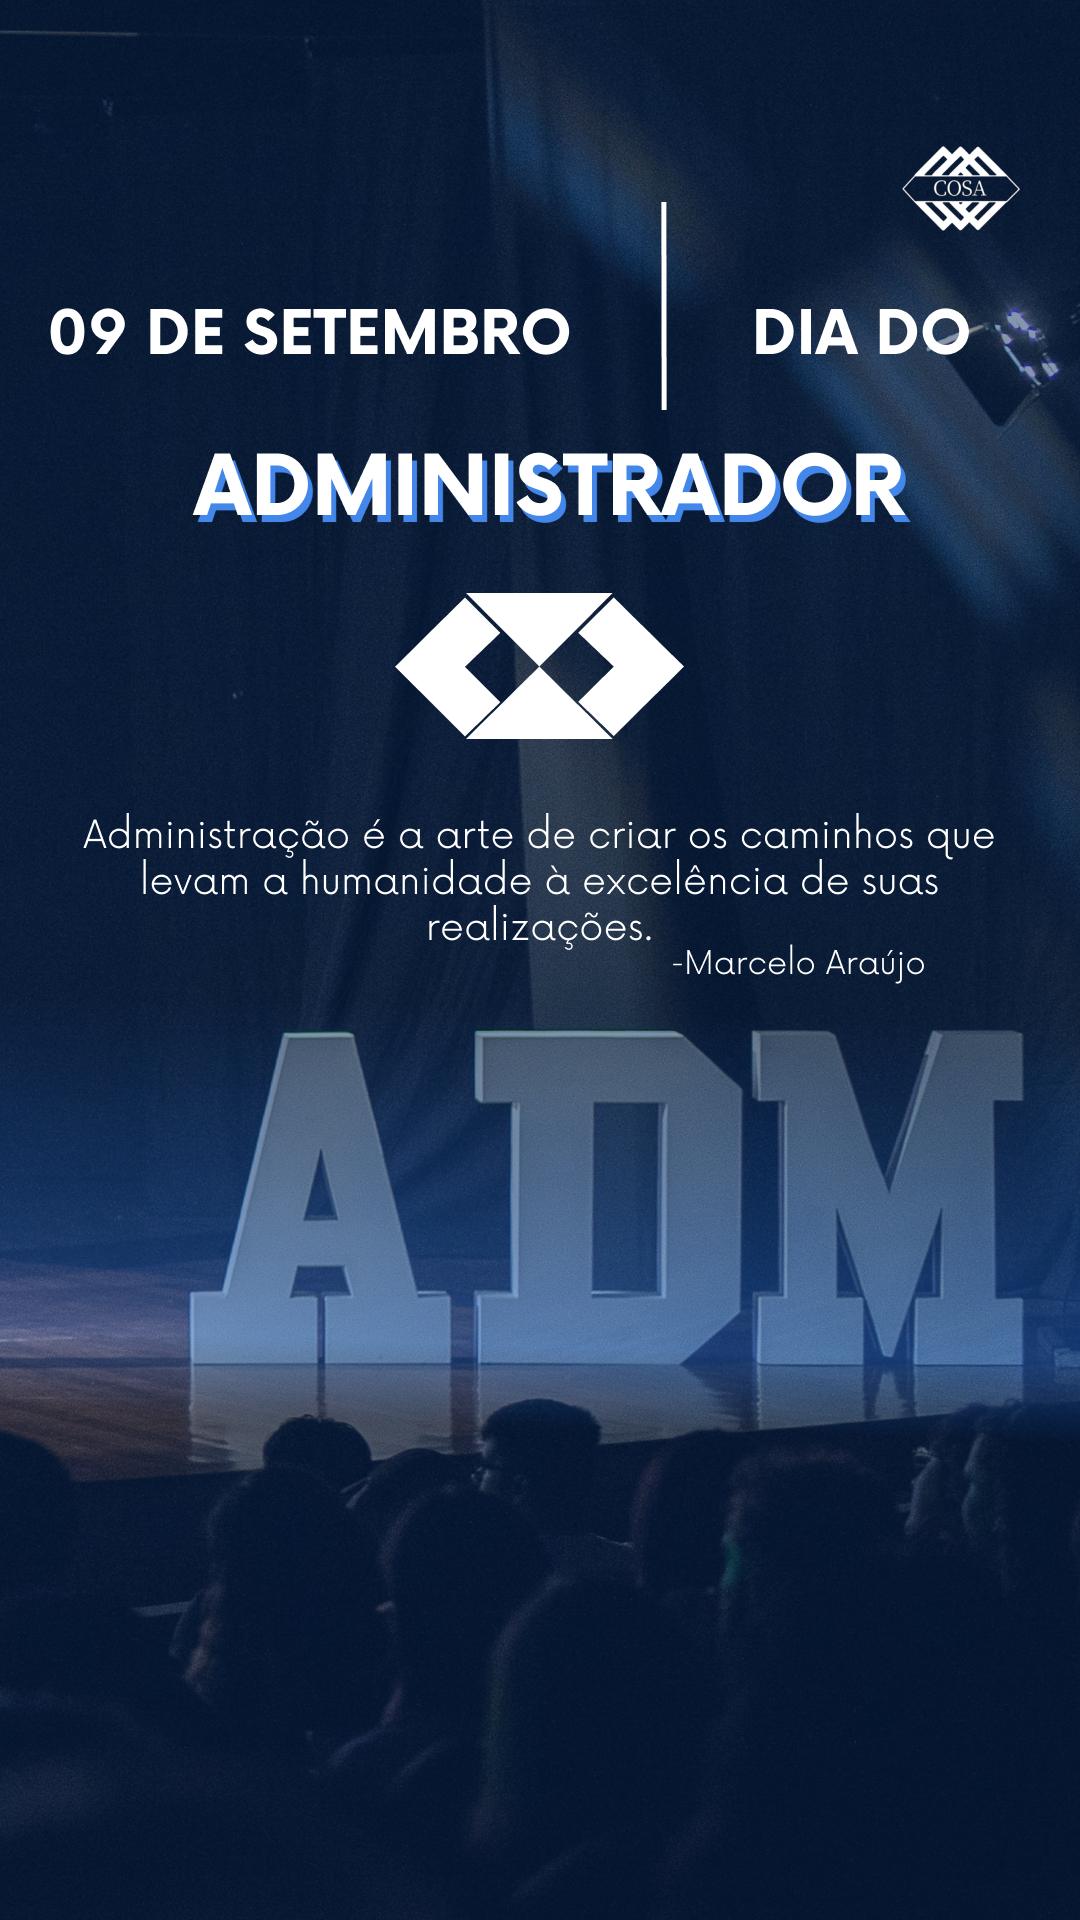 COSA
09 DE SETEMBRO
DIA DO
ADMINISTRADOR
Administração é a arte de criar os caminhos que
levam a humanidade à excelência de suas
realizações.
-Marcelo Araújo
ADM